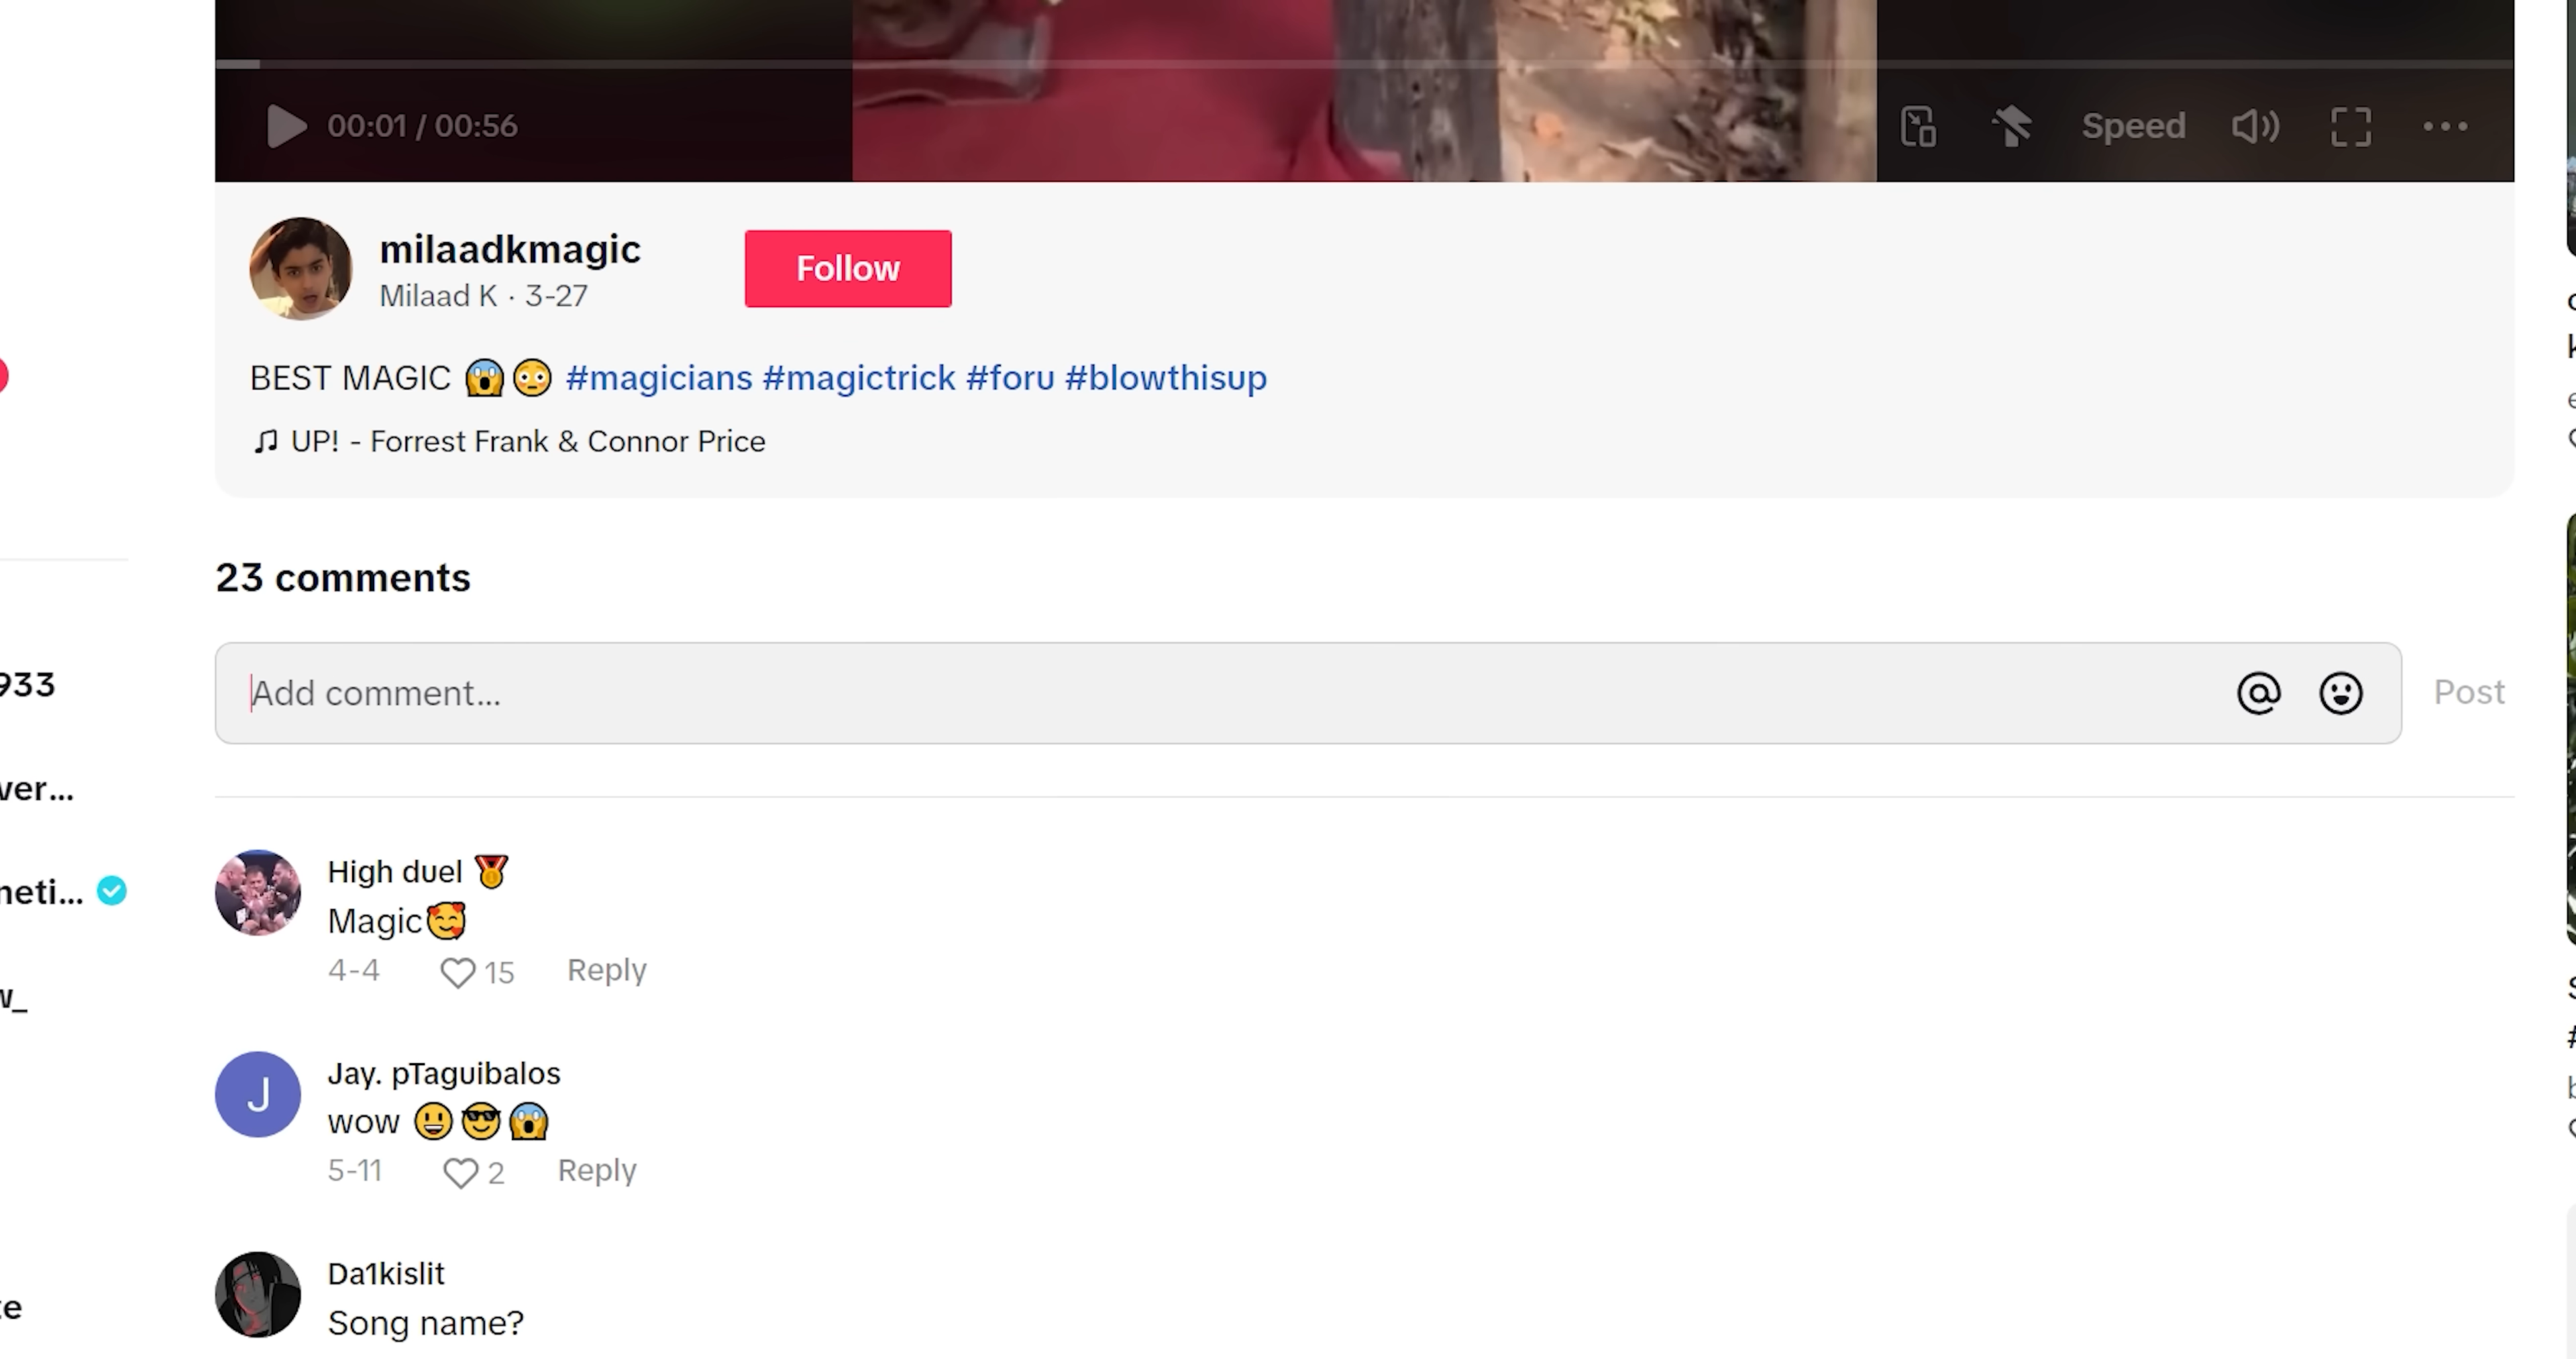 00:01 / 00:56
Speed
milaadkmagic
Milaad K · 3-27
Follow
BEST MAGIC 😱😳 #magicians #magictrick #foru #blowthisup
UP! - Forrest Frank & Connor Price
23 comments
Add comment...
Post
933
ver...
neti...
w_
High duel 🏅
Magic🥰
4-4 15 Reply
J
Jay. pTaguibalos
wow 😃😎😱
5-11 2 Reply
Da1kislit
Song name?